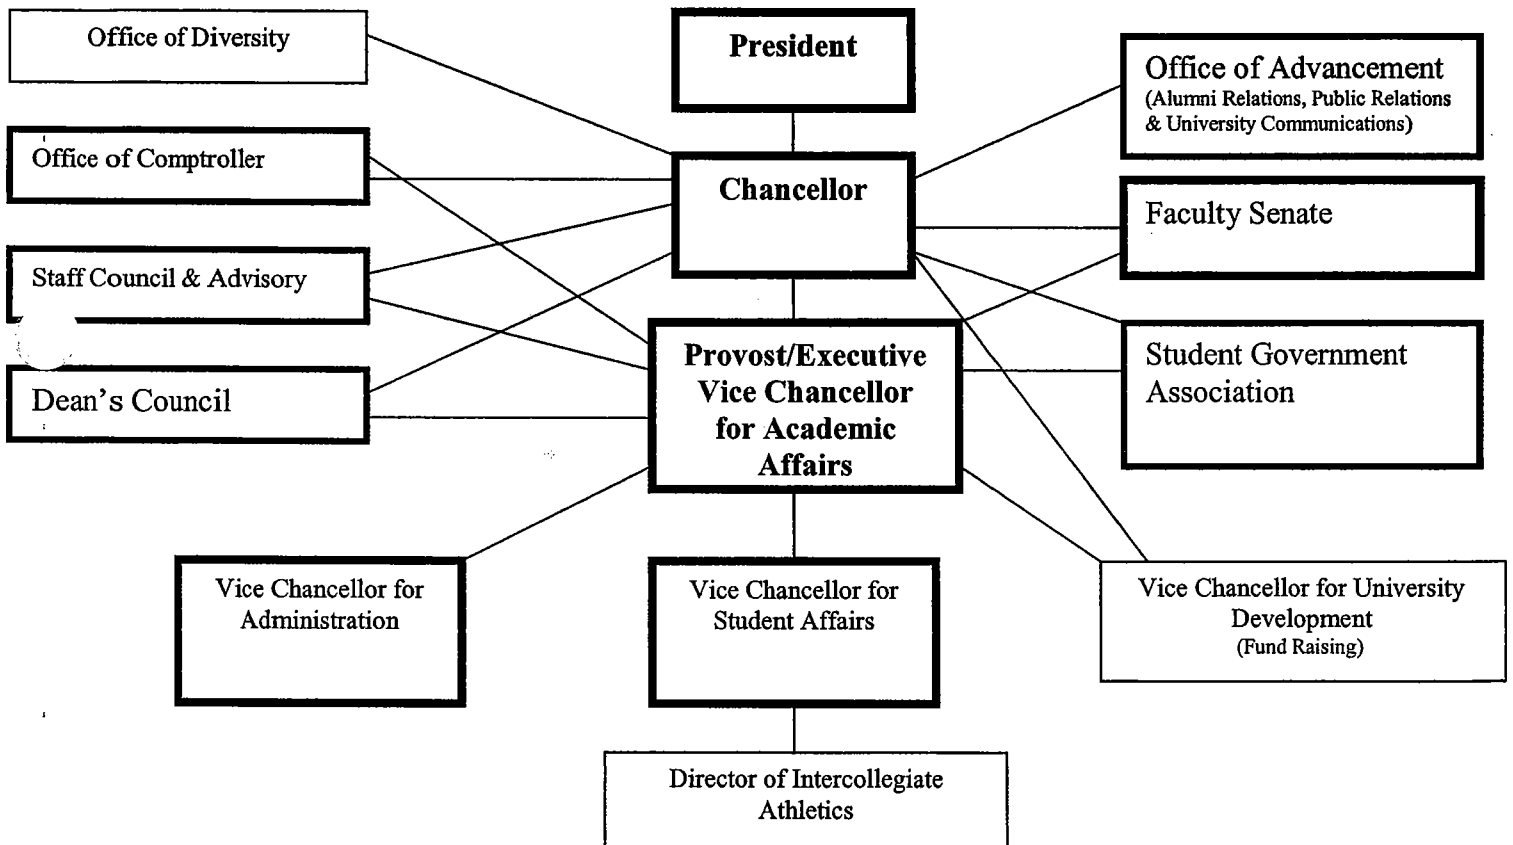 Office of Diversity
President
Office of Advancement
(Alumni Relations, Public Relations
& University Communications)
Office of Comptroller
Chancellor
Faculty Senate
Staff Council & Advisory
Provost/Executive
Vice Chancellor
for Academic
Affairs
Student Government
Association
Dean's Council
Vice Chancellor for
Administration
Vice Chancellor for
Student Affairs
Vice Chancellor for University
Development
(Fund Raising)
Director of Intercollegiate
Athletics